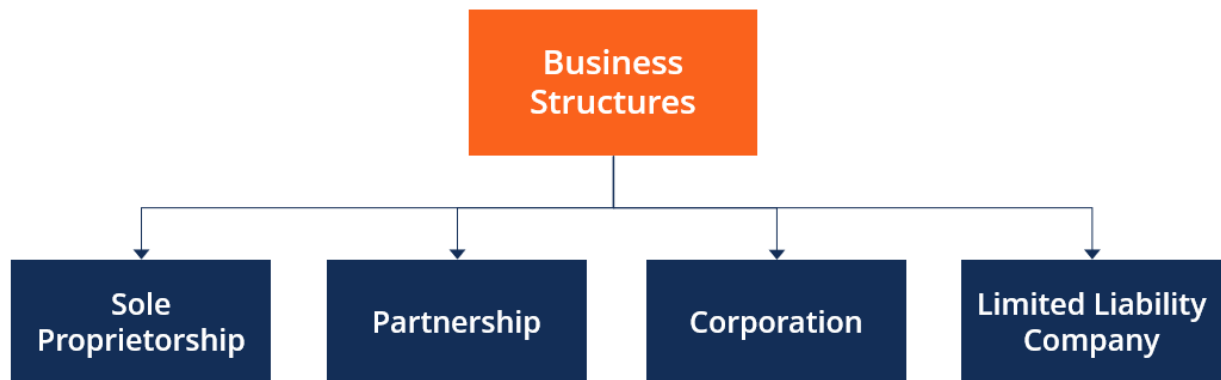 Business
Structures
Sole
Proprietorship
Partnership
Corporation
Limited Liability
Company